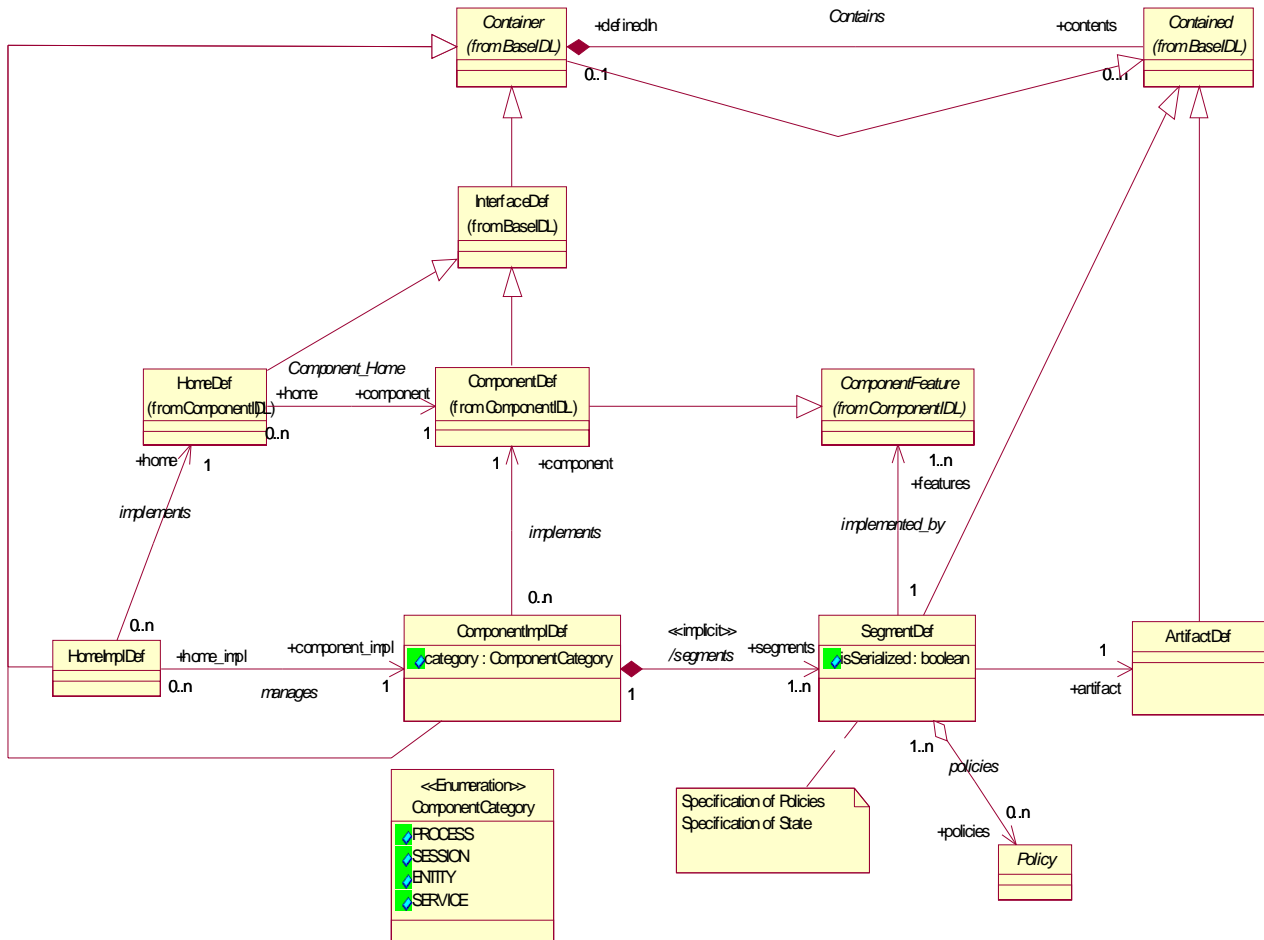 Container
(from BaseIDL)
+definedIn
Contains
+contents
Contained
(from BaseIDL)
0..1
0..n
InterfaceDef
(from BaseIDL)
Component_Home
HomeDef
(from ComponentIDL)
+home
+component
0..n
1
ComponentDef
(from ComponentIDL)
ComponentFeature
(from ComponentIDL)
+home
1
1
+component
1..n
+features
implements
implements
implemented_by
0..n
0..n
1
HomeImplDef
+home_impl
+component_impl
0..n
manages
1
ComponentImplDef
category : ComponentCategory
<<implicit>>
/segments
+segments
1
1..n
SegmentDef
isSerialized : boolean
1
+artifact
ArtifactDef
1..n
policies
0..n
+policies
Policy
Specification of Policies
Specification of State
<<Enumeration>>
ComponentCategory
PROCESS
SESSION
ENTITY
SERVICE